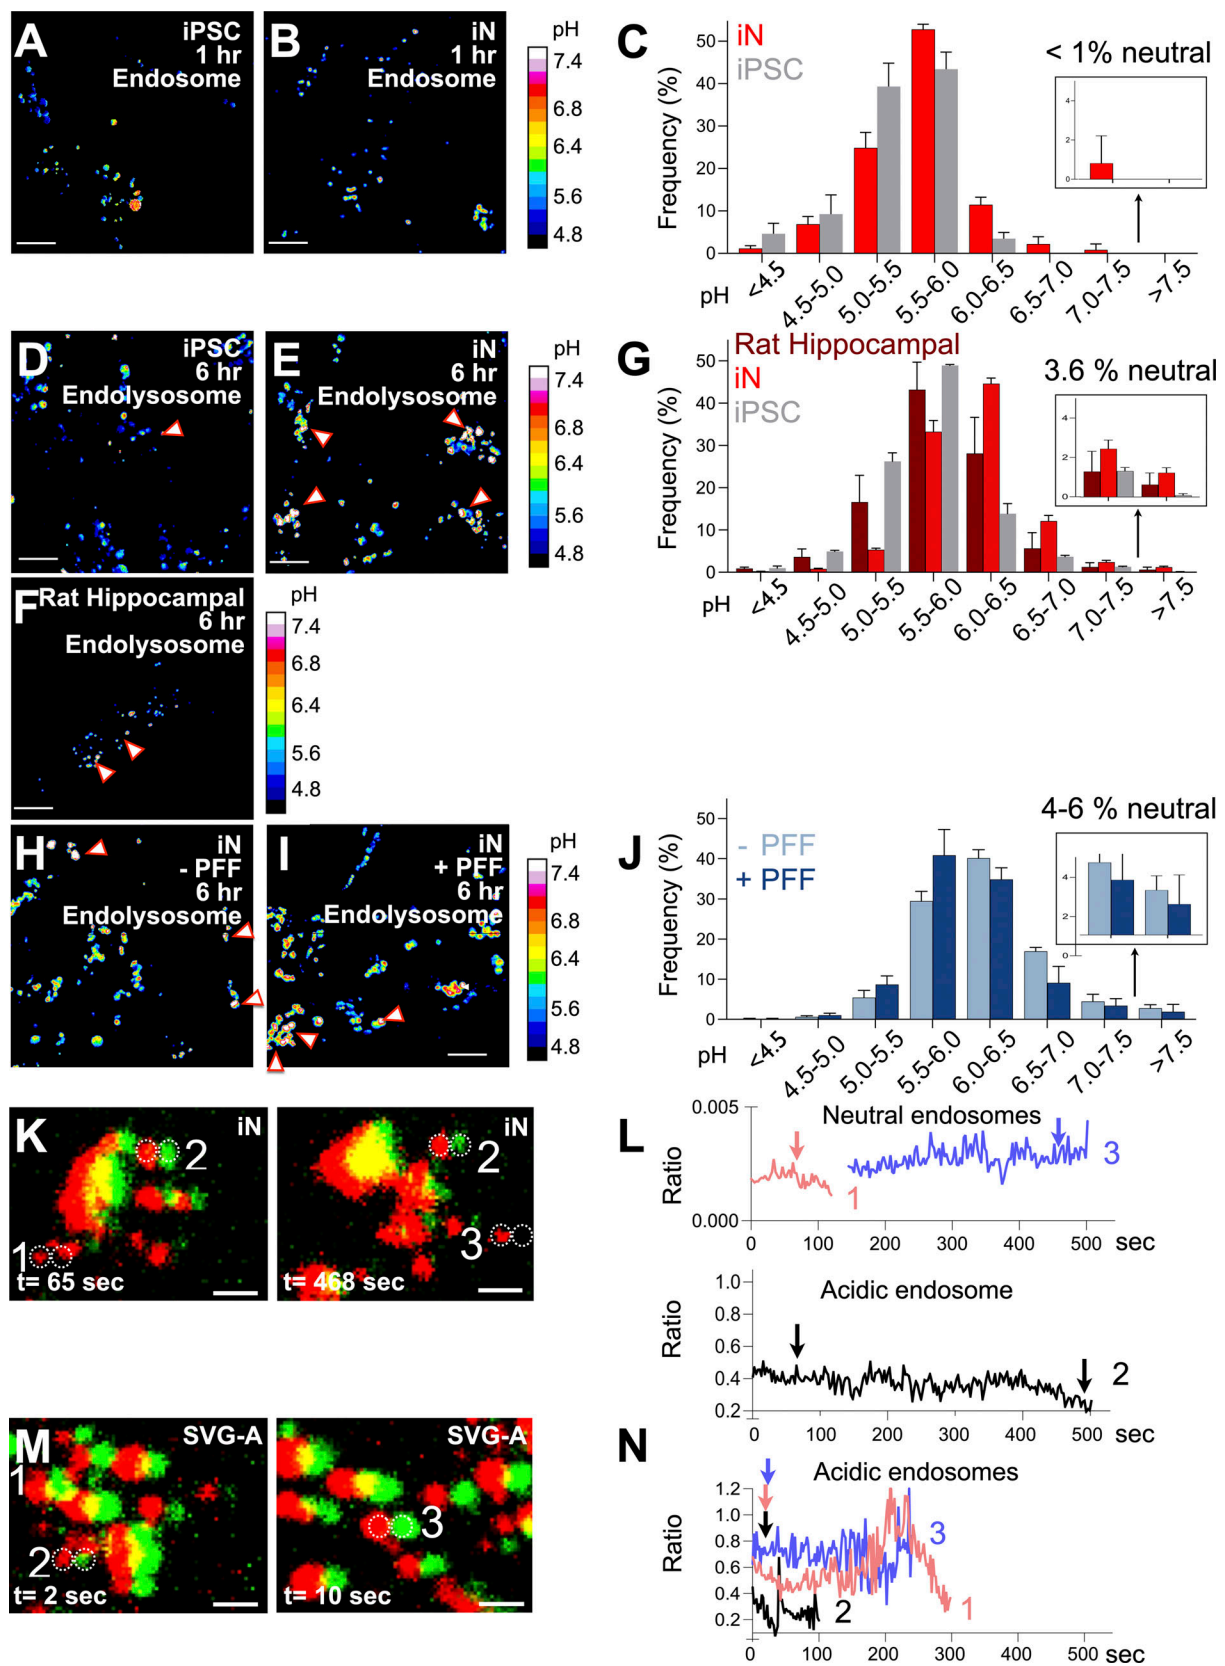 A
iPSC
1 hr
Endosome
B
iN
1 hr
Endosome
pH
7.4
6.8
6.4
5.6
4.8
C
iN
iPSC
< 1% neutral
Frequency (%)
50
40
30
20
10
0
4
2
0
pH
<4.5
4.5-5.0
5.0-5.5
5.5-6.0
6.0-6.5
6.5-7.0
7.0-7.5
>7.5
D
iPSC
6 hr
Endolysosome
E
iN
6 hr
Endolysosome
pH
7.4
6.8
6.4
5.6
4.8
G
Rat Hippocampal
iN
iPSC
3.6 % neutral
Frequency (%)
50
40
30
20
10
0
4
2
0
pH
<4.5
4.5-5.0
5.0-5.5
5.5-6.0
6.0-6.5
6.5-7.0
7.0-7.5
>7.5
F
Rat Hippocampal
6 hr
Endolysosome
pH
7.4
6.8
6.4
5.6
4.8
H
iN
- PFF
6 hr
Endolysosome
I
iN
+ PFF
6 hr
Endolysosome
pH
7.4
6.8
6.4
5.6
4.8
J
- PFF
+ PFF
4-6 % neutral
Frequency (%)
50
40
30
20
10
0
4
2
0
pH
<4.5
4.5-5.0
5.0-5.5
5.5-6.0
6.0-6.5
6.5-7.0
7.0-7.5
>7.5
K
iN
2
1
t= 65 sec
iN
2
3
t= 468 sec
L
Neutral endosomes
Ratio
0.005
0.000
1
3
0 100 200 300 400 500 sec
Acidic endosome
Ratio
1.0
0.8
0.6
0.4
0.2
2
0 100 200 300 400 500 sec
M
SVG-A
1
2
t= 2 sec
SVG-A
3
t= 10 sec
N
Acidic endosomes
Ratio
1.2
1.0
0.8
0.6
0.4
0.2
3
2
1
0 100 200 300 400 500 sec